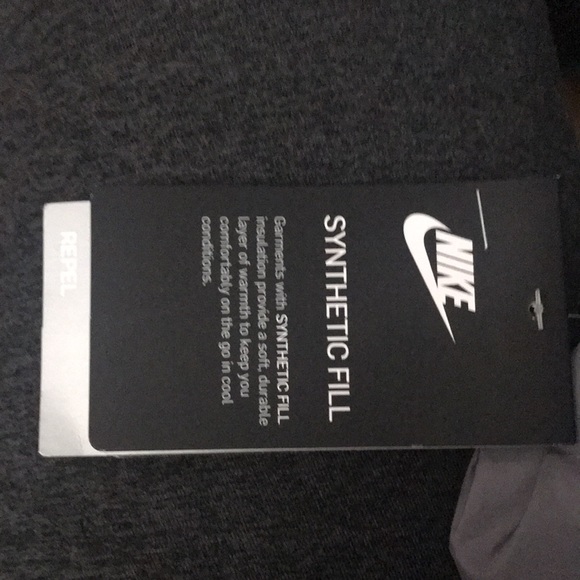 NIKE
SYNTHETIC FILL
Garments with SYNTHETIC FILL
insulation provide a soft, durable
layer of warmth to keep you
comfortably on the go in cool
conditions.
REPEL